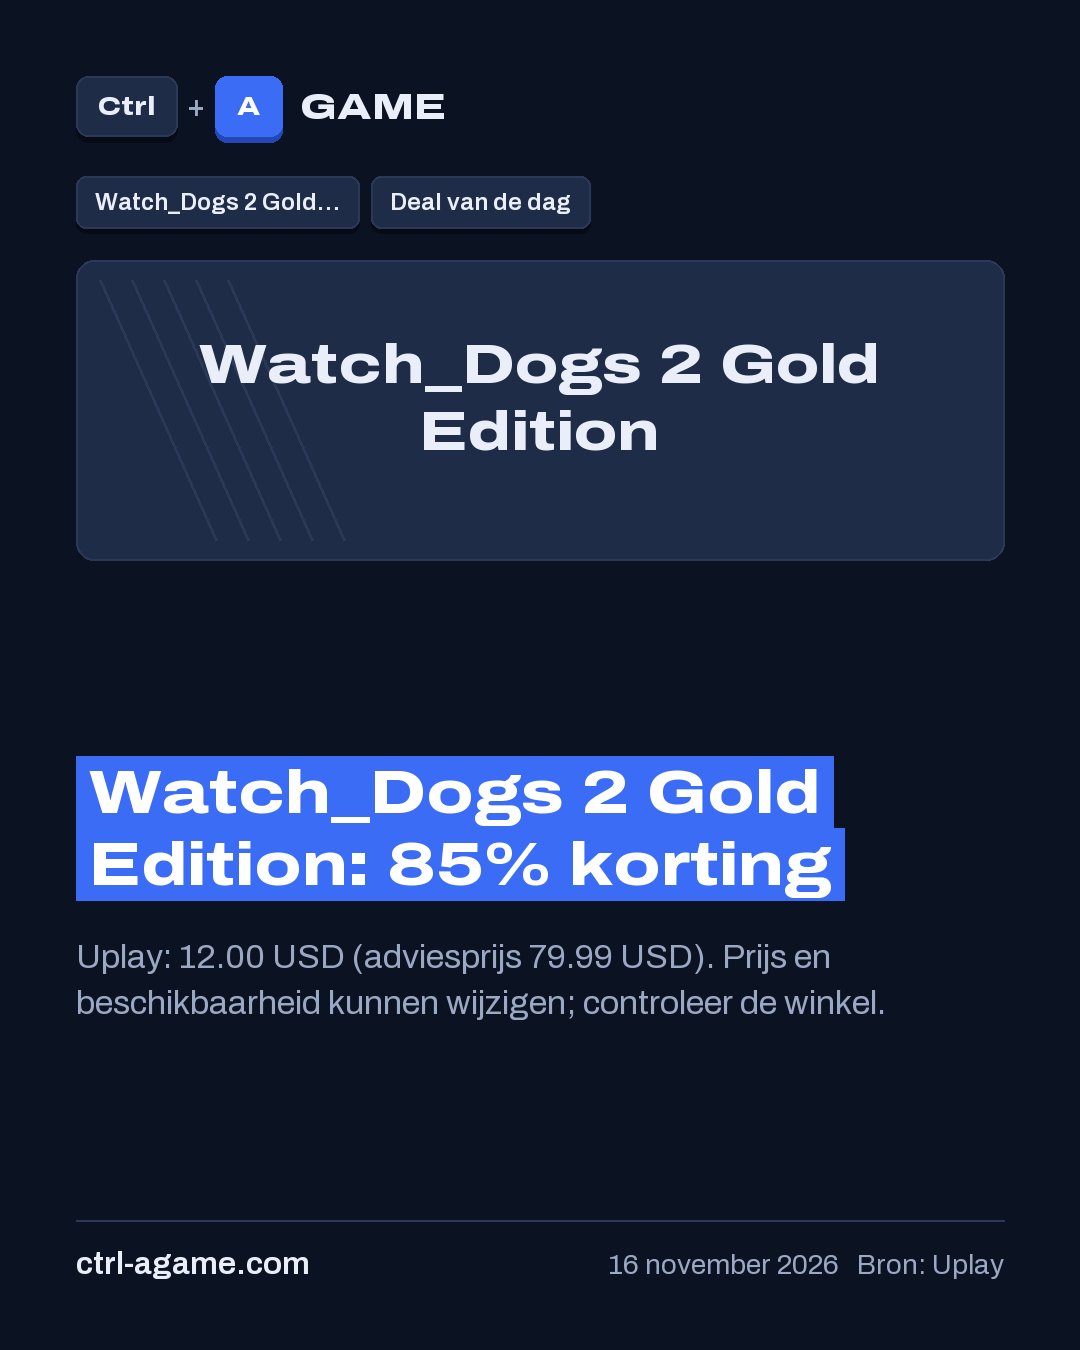 Ctrl + A GAME
Watch_Dogs 2 Gold... Deal van de dag
Watch_Dogs 2 Gold
Edition
Watch_Dogs 2 Gold
Edition: 85% korting
Uplay: 12.00 USD (adviesprijs 79.99 USD). Prijs en
beschikbaarheid kunnen wijzigen; controleer de winkel.
ctrl-agame.com 16 november 2026 Bron: Uplay